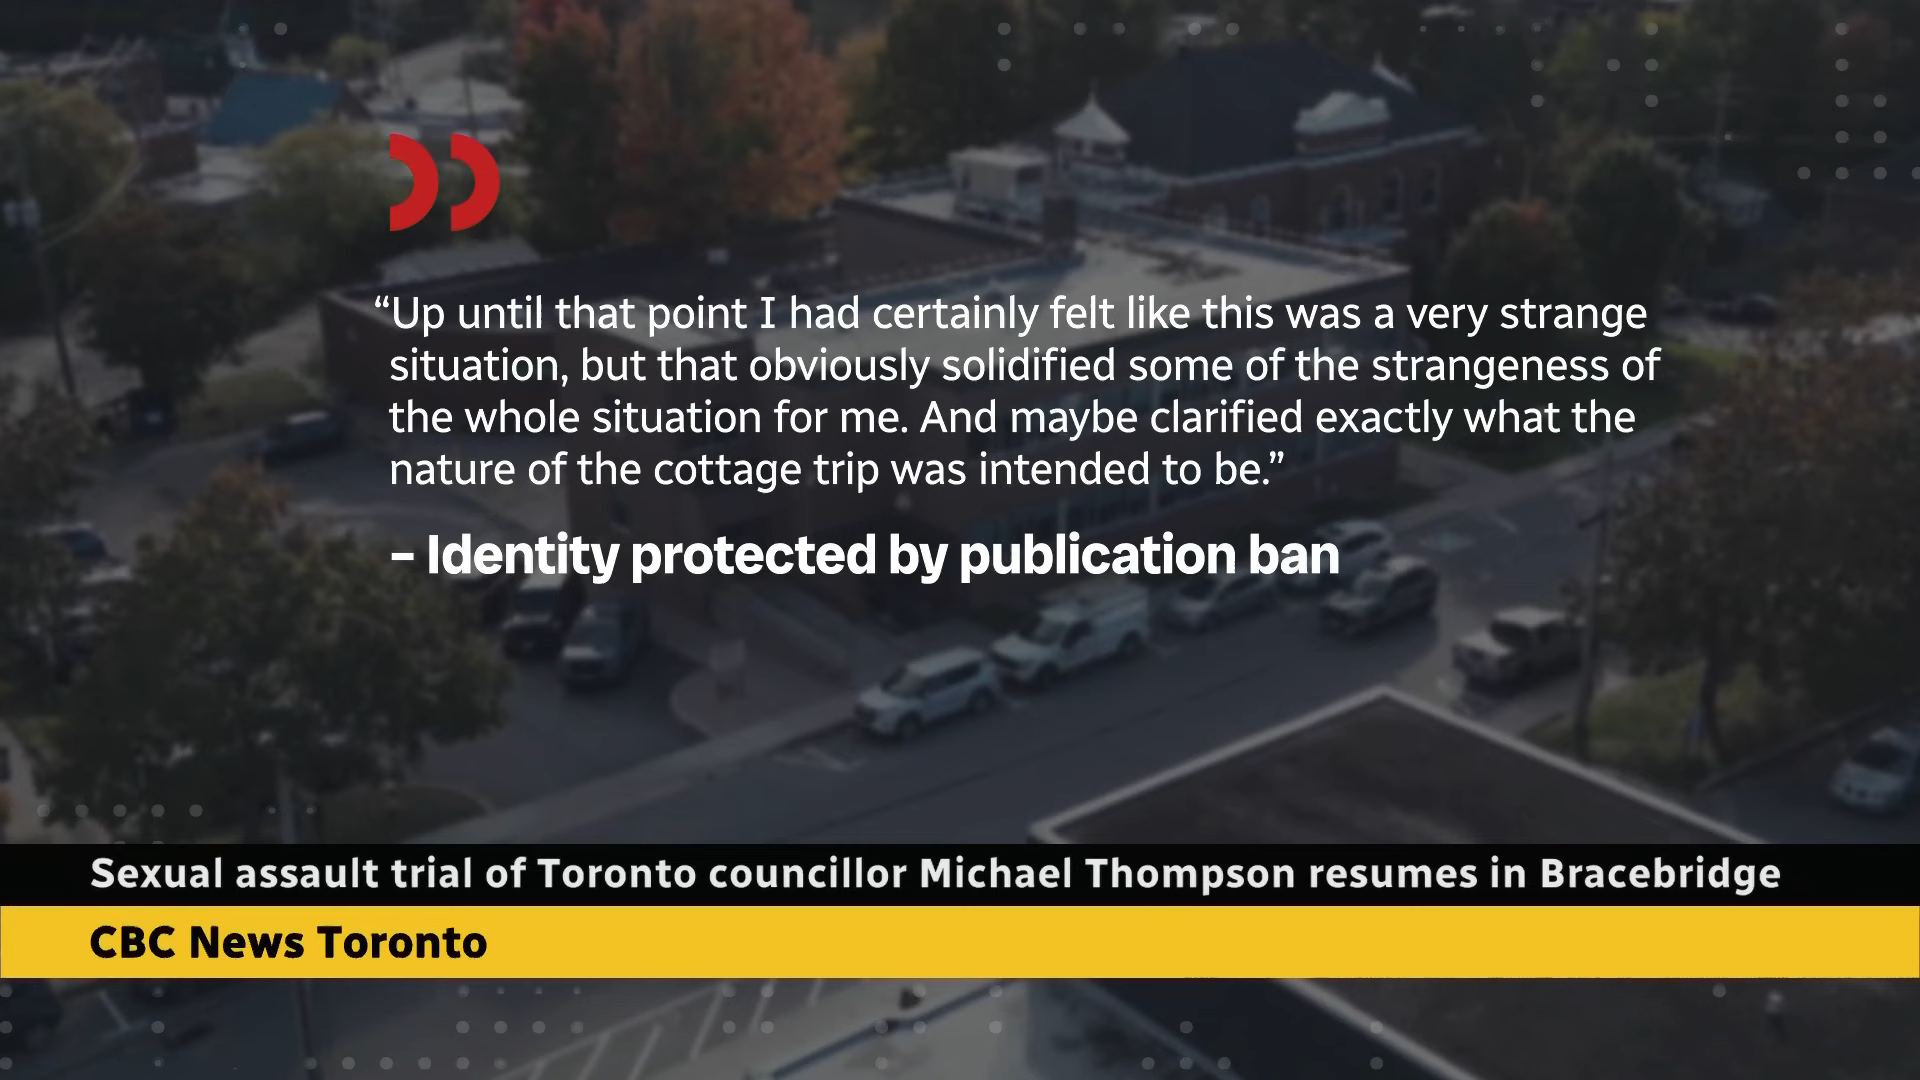 “Up until that point I had certainly felt like this was a very strange
situation, but that obviously solidified some of the strangeness of
the whole situation for me. And maybe clarified exactly what the
nature of the cottage trip was intended to be.”
– Identity protected by publication ban
Sexual assault trial of Toronto councillor Michael Thompson resumes in Bracebridge
CBC News Toronto